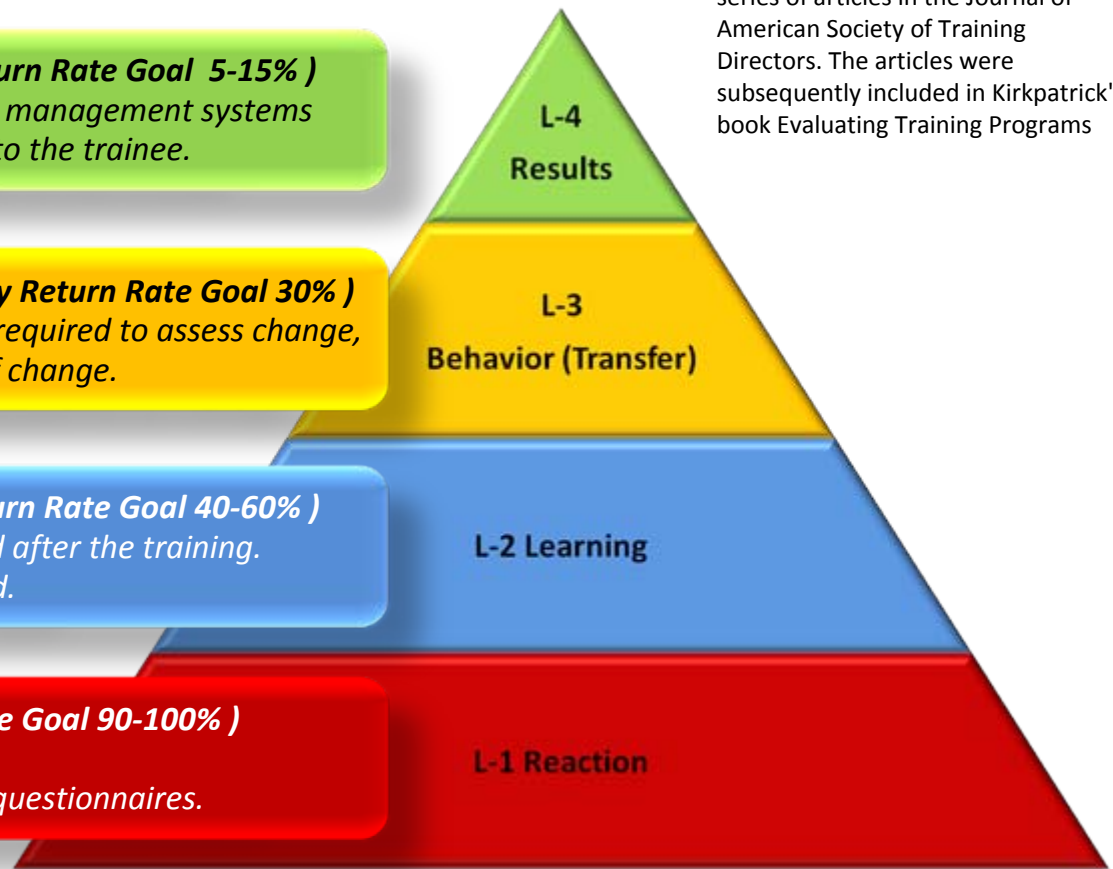 series of articles in the Journal of
American Society of Training
Directors. The articles were
subsequently included in Kirkpatrick'
book Evaluating Training Programs
urn Rate Goal 5-15% )
management systems
to the trainee.
L-4
Results
y Return Rate Goal 30% )
required to assess change,
f change.
L-3
Behavior (Transfer)
urn Rate Goal 40-60% )
d after the training.
d.
L-2 Learning
e Goal 90-100% )
questionnaires.
L-1 Reaction